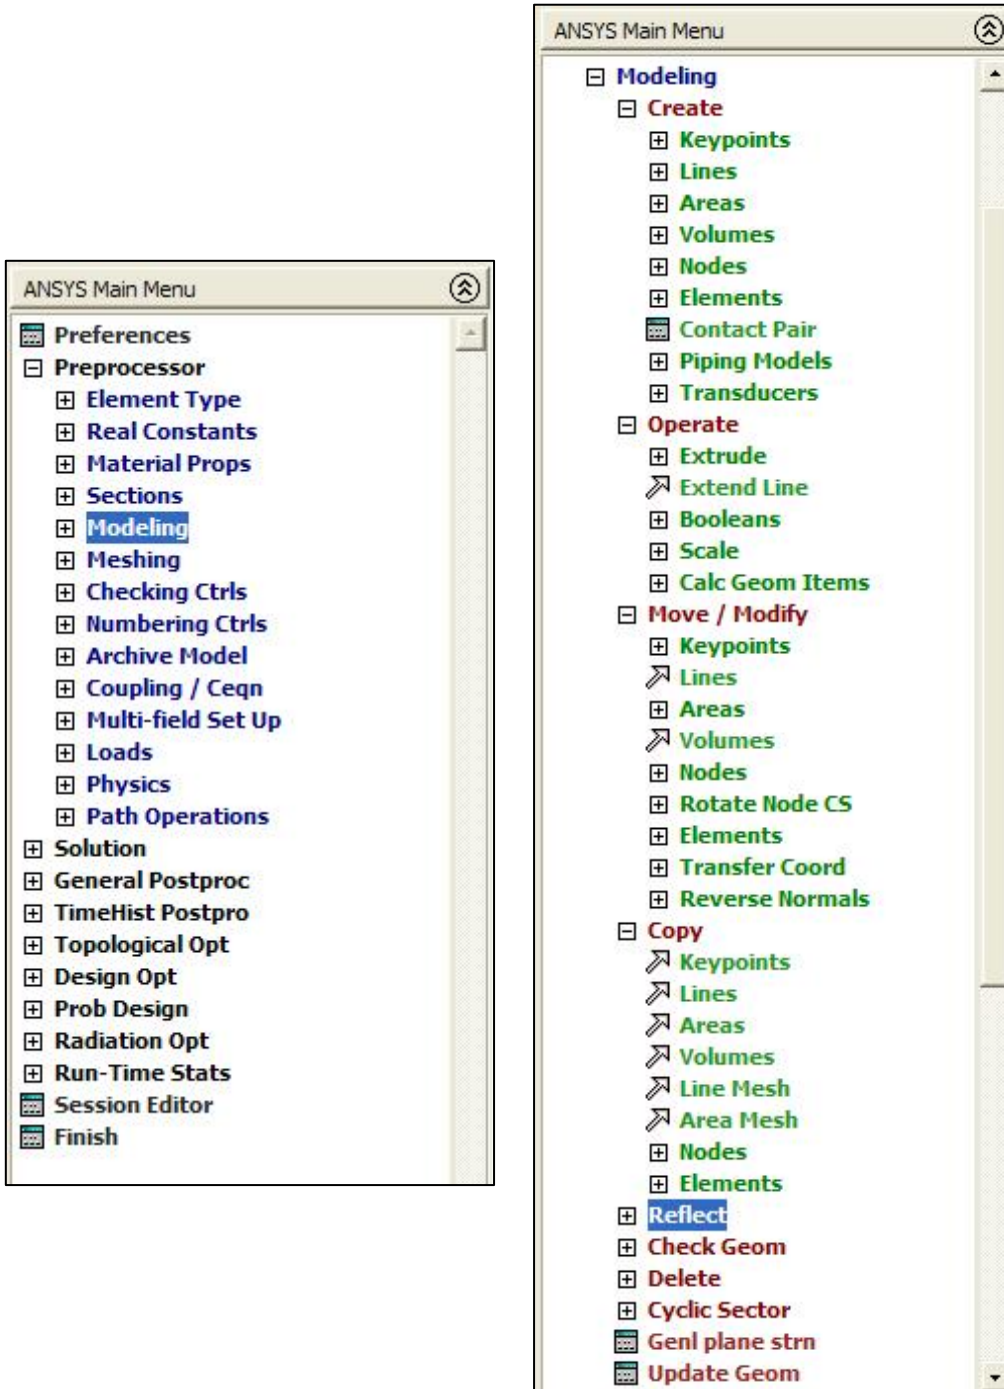 ANSYS Main Menu
Preferences
Preprocessor
Element Type
Real Constants
Material Props
Sections
Modeling
Meshing
Checking Ctrls
Numbering Ctrls
Archive Model
Coupling / Ceqn
Multi-field Set Up
Loads
Physics
Path Operations
Solution
General Postproc
TimeHist Postpro
Topological Opt
Design Opt
Prob Design
Radiation Opt
Run-Time Stats
Session Editor
Finish
ANSYS Main Menu
Modeling
Create
Keypoints
Lines
Areas
Volumes
Nodes
Elements
Contact Pair
Piping Models
Transducers
Operate
Extrude
Extend Line
Booleans
Scale
Calc Geom Items
Move / Modify
Keypoints
Lines
Areas
Volumes
Nodes
Rotate Node CS
Elements
Transfer Coord
Reverse Normals
Copy
Keypoints
Lines
Areas
Volumes
Line Mesh
Area Mesh
Nodes
Elements
Reflect
Check Geom
Delete
Cyclic Sector
Genl plane strn
Update Geom